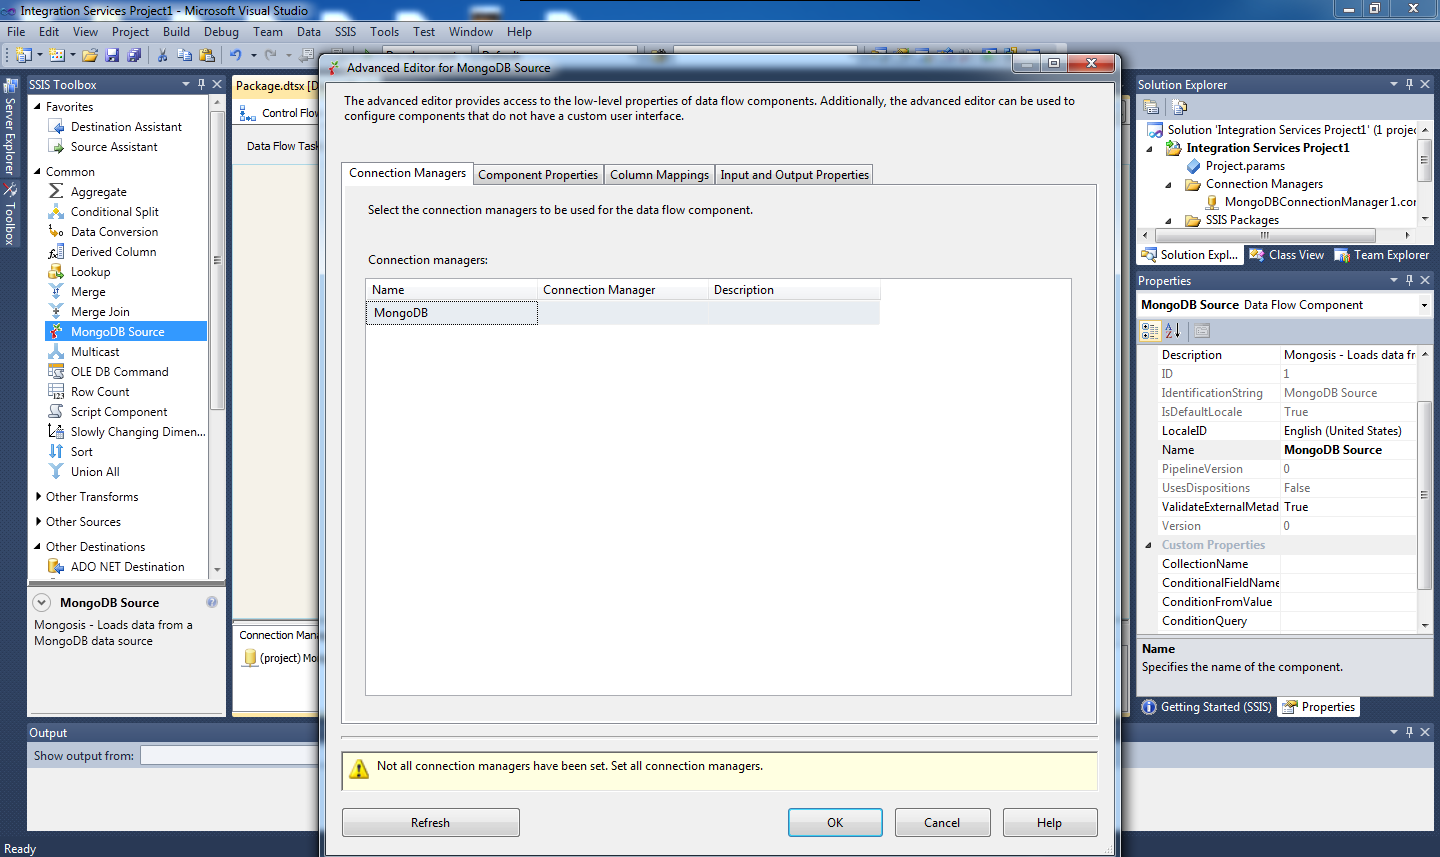 Integration Services Project1 - Microsoft Visual Studio
File Edit View Project Build Debug Team Data SSIS Tools Test Window Help
Server Explorer
Toolbox
SSIS Toolbox
Favorites
Destination Assistant
Source Assistant
Common
Aggregate
Conditional Split
Data Conversion
Derived Column
Lookup
Merge
Merge Join
MongoDB Source
Multicast
OLE DB Command
Row Count
Script Component
Slowly Changing Dimen...
Sort
Union All
Other Transforms
Other Sources
Other Destinations
ADO NET Destination
MongoDB Source
Mongosis - Loads data from a
MongoDB data source
Package.dtsx [D
Control Flow
Data Flow Task
Connection Mana
(project) Mo
Advanced Editor for MongoDB Source
The advanced editor provides access to the low-level properties of data flow components. Additionally, the advanced editor can be used to
configure components that do not have a custom user interface.
Connection Managers Component Properties Column Mappings Input and Output Properties
Select the connection managers to be used for the data flow component.
Connection managers:
Name Connection Manager Description
MongoDB
Not all connection managers have been set. Set all connection managers.
Refresh OK Cancel Help
Solution Explorer
Solution 'Integration Services Project1' (1 projec
Integration Services Project1
Project.params
Connection Managers
MongoDBConnectionManager1.cor
SSIS Packages
Solution Expl... Class View Team Explorer
Properties
MongoDB Source Data Flow Component
Description Mongosis - Loads data fr
ID 1
IdentificationString MongoDB Source
IsDefaultLocale True
LocaleID English (United States)
Name MongoDB Source
PipelineVersion 0
UsesDispositions False
ValidateExternalMetad True
Version 0
Custom Properties
CollectionName
ConditionalFieldName
ConditionFromValue
ConditionQuery
Name
Specifies the name of the component.
Getting Started (SSIS) Properties
Output
Show output from:
Ready